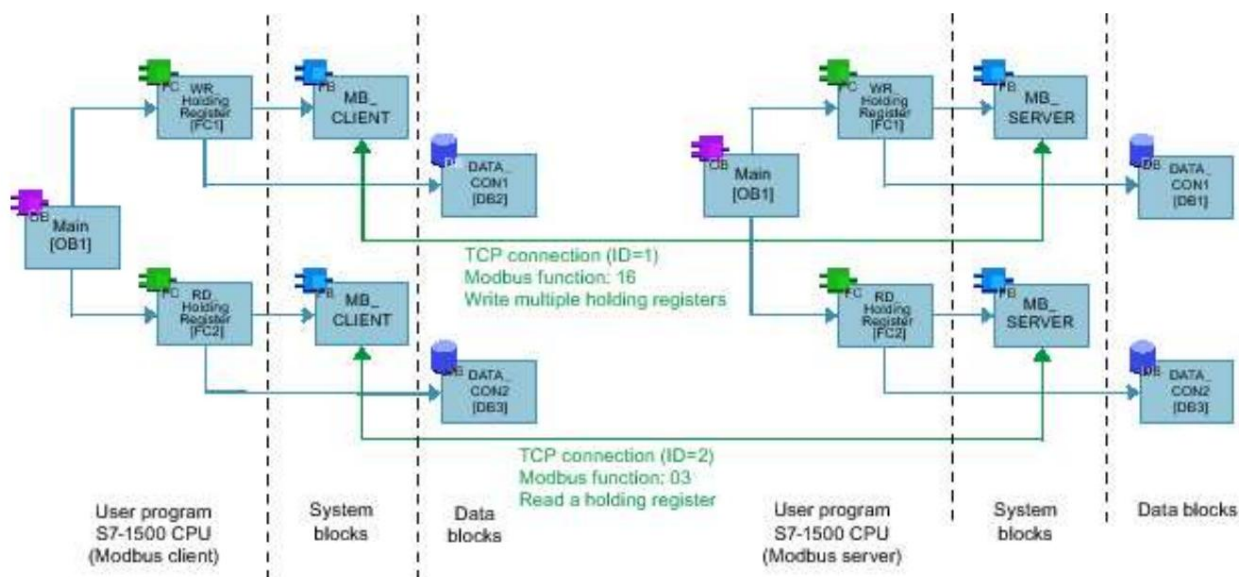 FC
WR_
Holding
Register
[FC1]
FB
MB_
CLIENT
DB
DATA_
CON1
[DB2]
OB
Main
[OB1]
FC
RD_
Holding
Register
[FC2]
FB
MB_
CLIENT
DB
DATA_
CON2
[DB3]
TCP connection (ID=1)
Modbus function: 16
Write multiple holding registers
TCP connection (ID=2)
Modbus function: 03
Read a holding register
OB
Main
[OB1]
FC
WR_
Holding
Register
[FC1]
FB
MB_
SERVER
DB
DATA_
CON1
[DB1]
FC
RD_
Holding
Register
[FC2]
FB
MB_
SERVER
DB
DATA_
CON2
[DB3]
User program
S7-1500 CPU
(Modbus client)
System
blocks
Data
blocks
User program
S7-1500 CPU
(Modbus server)
System
blocks
Data blocks